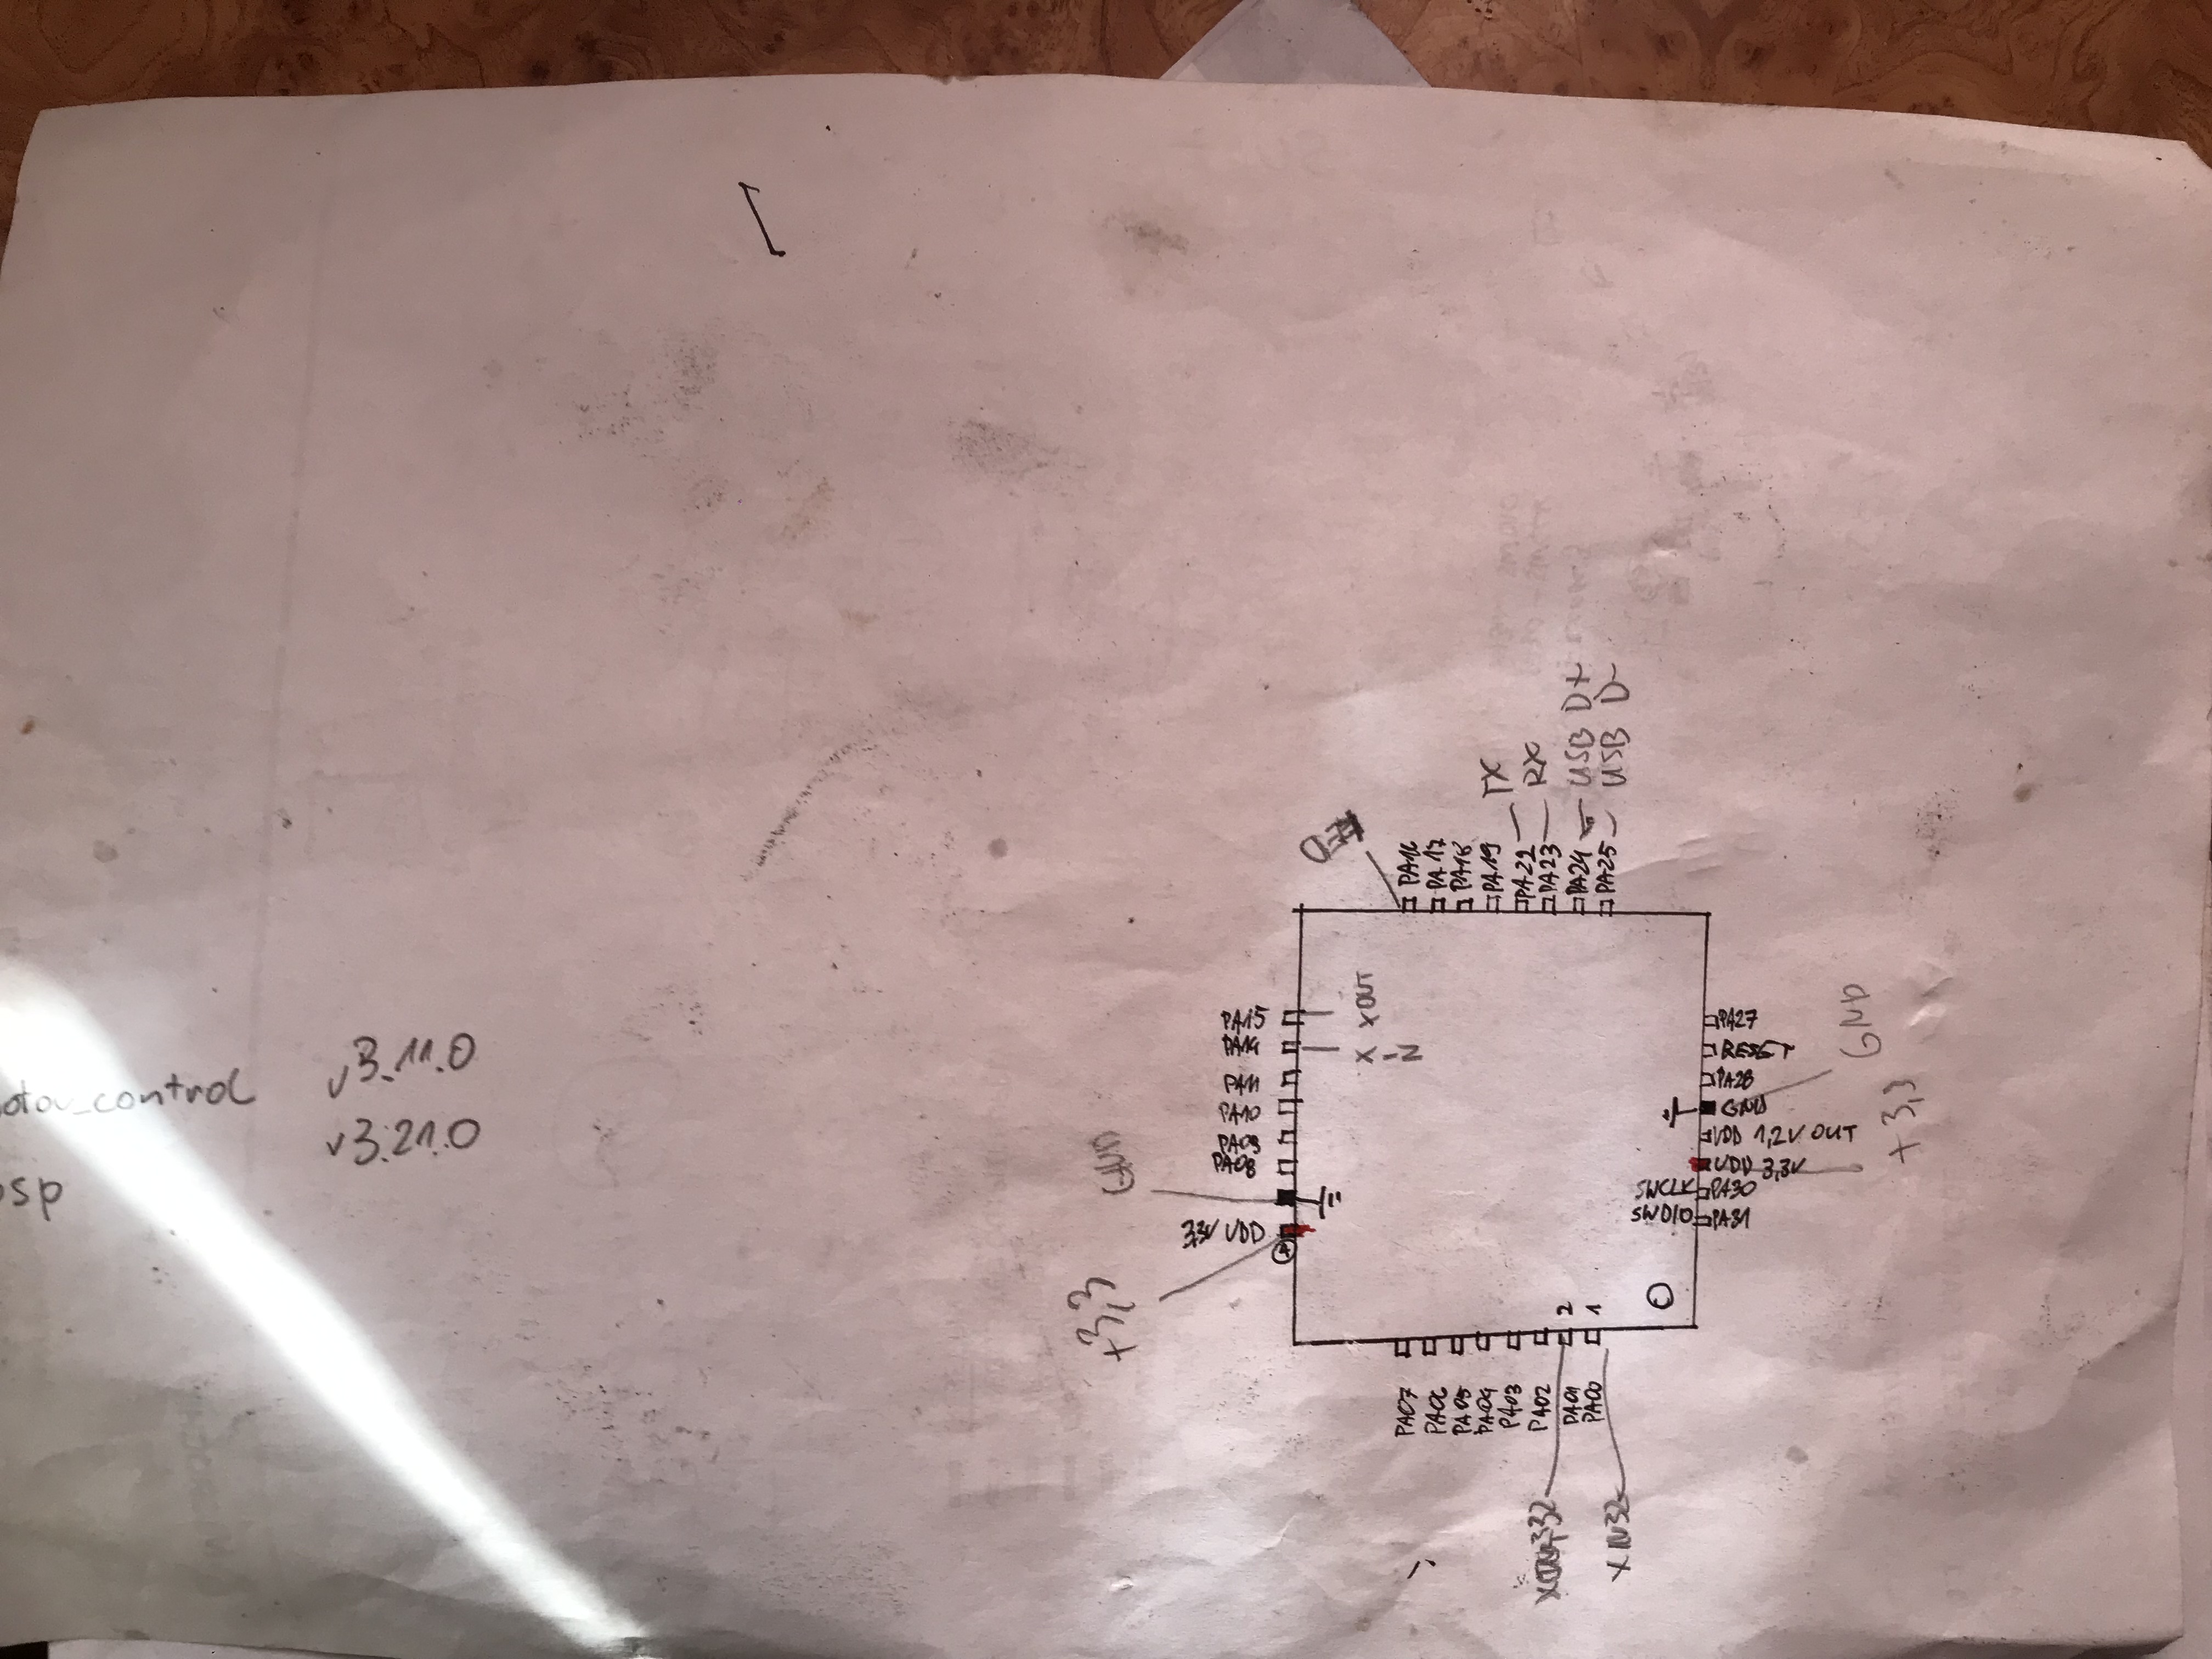 osp
otor_control
v3.11.0
v3.21.0
+3,3
GND
3,3V VDD
PA08
PA09
PA10
PA11
PA14
PA15
XIN
XOUT
LED
PA07
PA06
PA05
PA04
PA03
PA02
PA01
PA00
XOUT32
XIN32
2
1
PA16
PA17
PA18
PA19
PA22
PA23
PA24
PA25
TX
RX
USB D+
USB D-
SWDIO
SWCLK
PA31
PA30
VDD 3,3V
VDD 1,2V OUT
GND
PA28
RESET
PA27
GND
+3,3